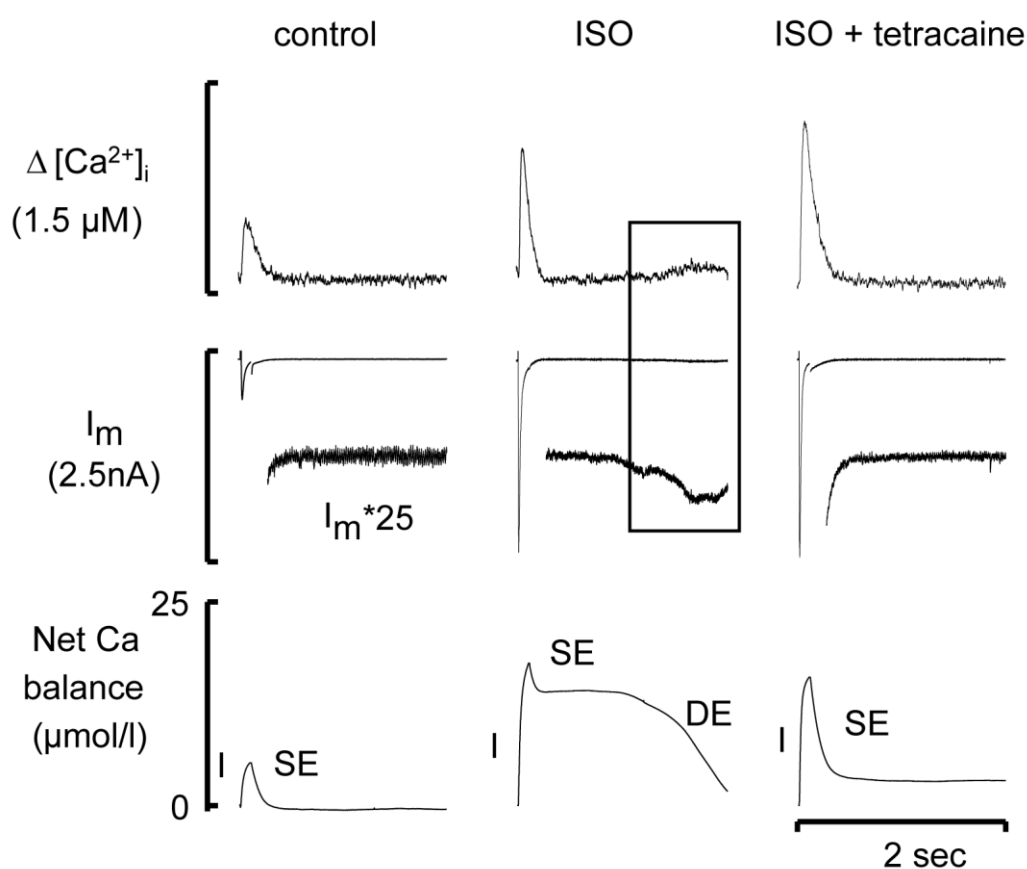 control ISO ISO + tetracaine
Δ [Ca²⁺]ᵢ
(1.5 µM)
Iₘ
(2.5nA)
Iₘ*25
25
Net Ca
balance
(µmol/l)
0
I SE
I SE DE
I SE
2 sec